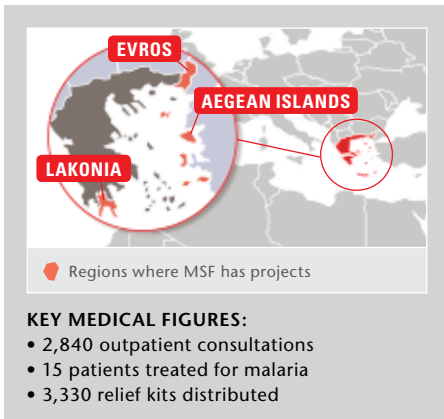 EVROS
AEGEAN ISLANDS
LAKONIA
Regions where MSF has projects
KEY MEDICAL FIGURES:
• 2,840 outpatient consultations
• 15 patients treated for malaria
• 3,330 relief kits distributed